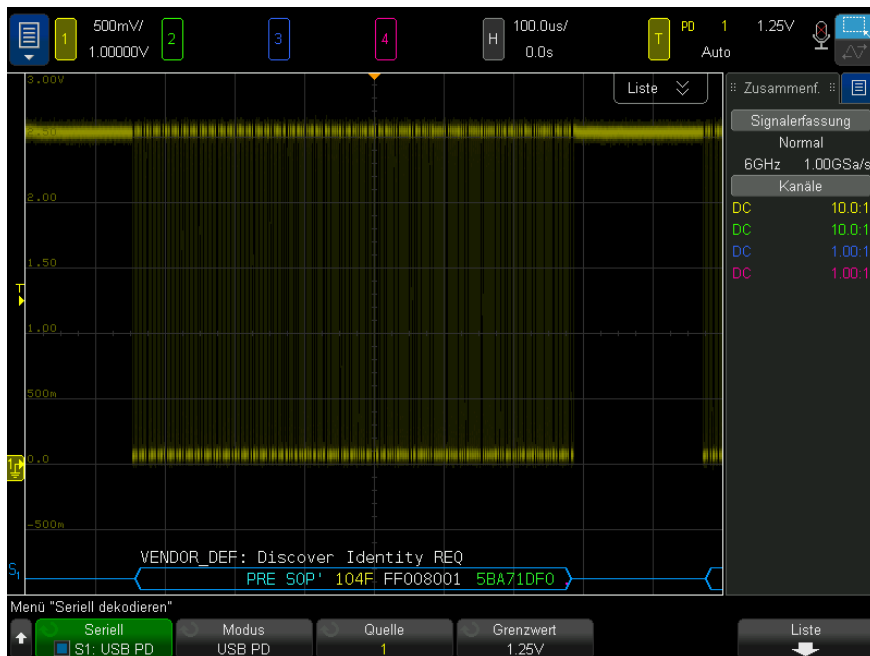 1 500mV/ 2 3 4 H 100.0us/ T PD 1 1.25V
1.00000V 0.0s Auto
3.00V
Liste
2.50
2.00
1.50
T
1.00
500m
1 0.0
-500m
VENDOR_DEF: Discover Identity REQ
S1
PRE SOP' 104F FF008001 5BA71DF0
Zusammenf.
Signalerfassung
Normal
6GHz 1.00GSa/s
Kanäle
DC 10.0:1
DC 10.0:1
DC 1.00:1
DC 1.00:1
Menü "Seriell dekodieren"
Seriell
S1: USB PD
Modus
USB PD
Quelle
1
Grenzwert
1.25V
Liste